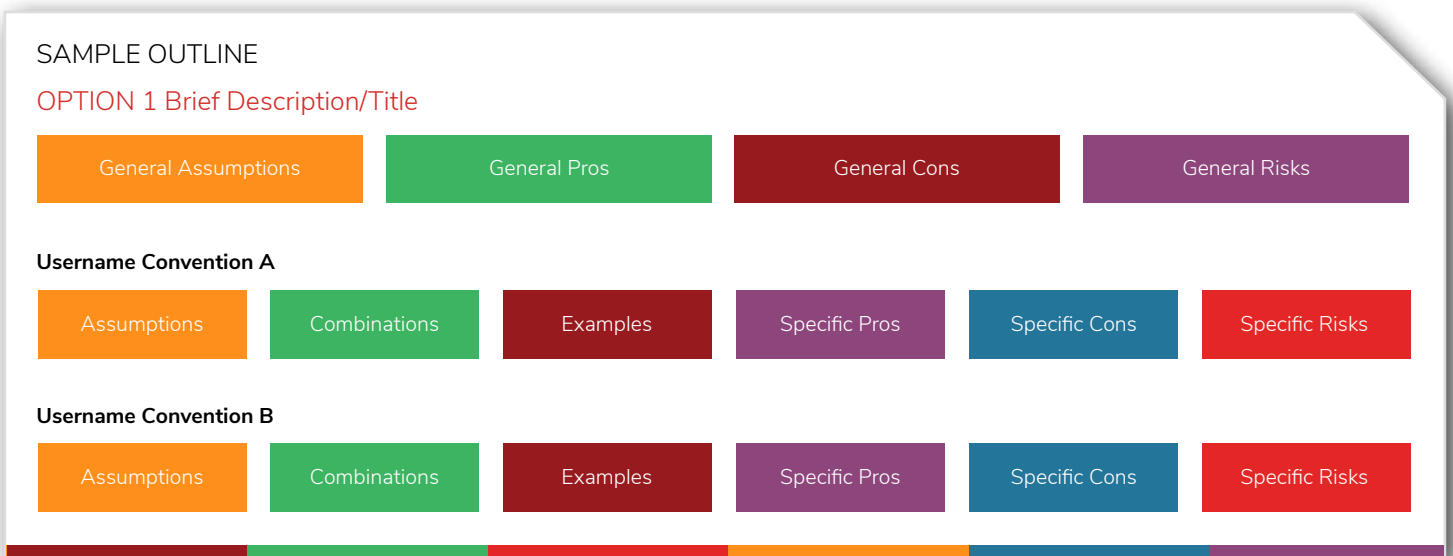 SAMPLE OUTLINE
OPTION 1 Brief Description/Title
General Assumptions
General Pros
General Cons
General Risks
Username Convention A
Assumptions
Combinations
Examples
Specific Pros
Specific Cons
Specific Risks
Username Convention B
Assumptions
Combinations
Examples
Specific Pros
Specific Cons
Specific Risks